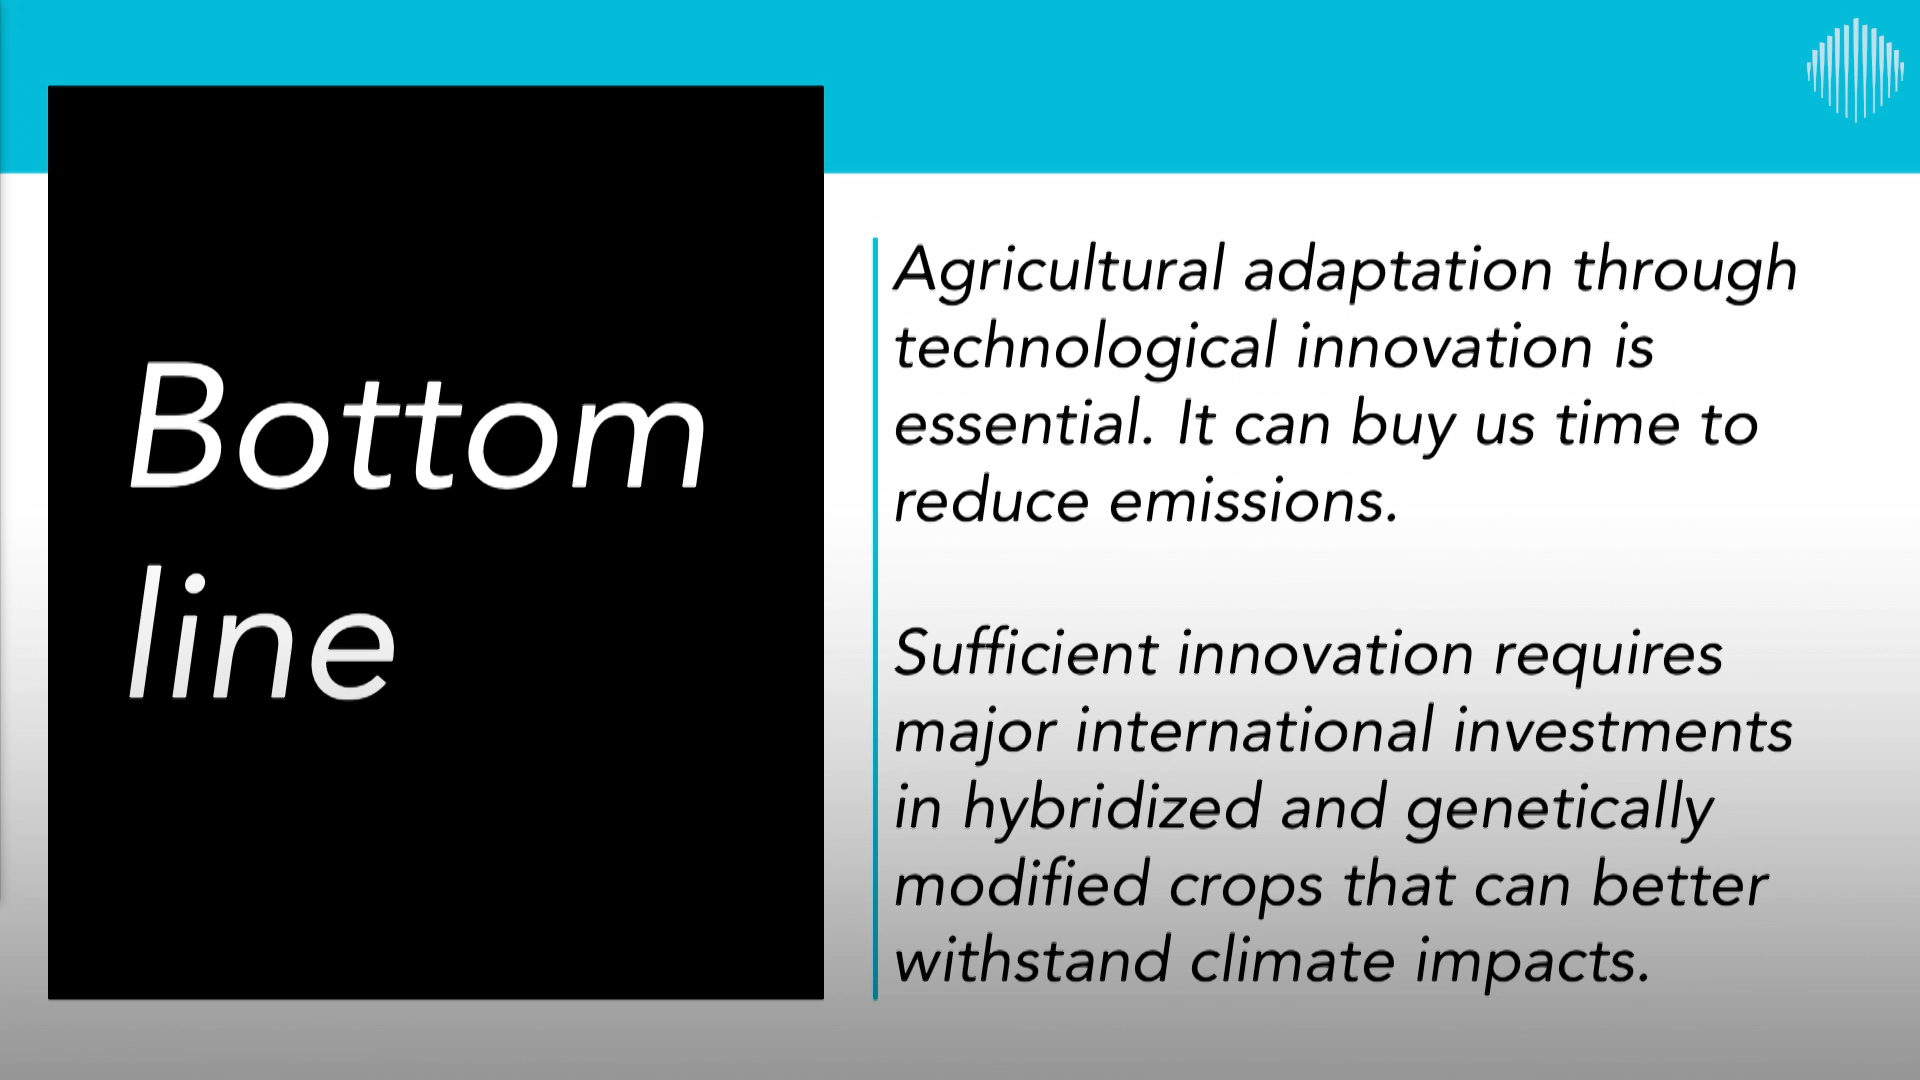 Bottom
line
Agricultural adaptation through
technological innovation is
essential. It can buy us time to
reduce emissions.
Sufficient innovation requires
major international investments
in hybridized and genetically
modified crops that can better
withstand climate impacts.